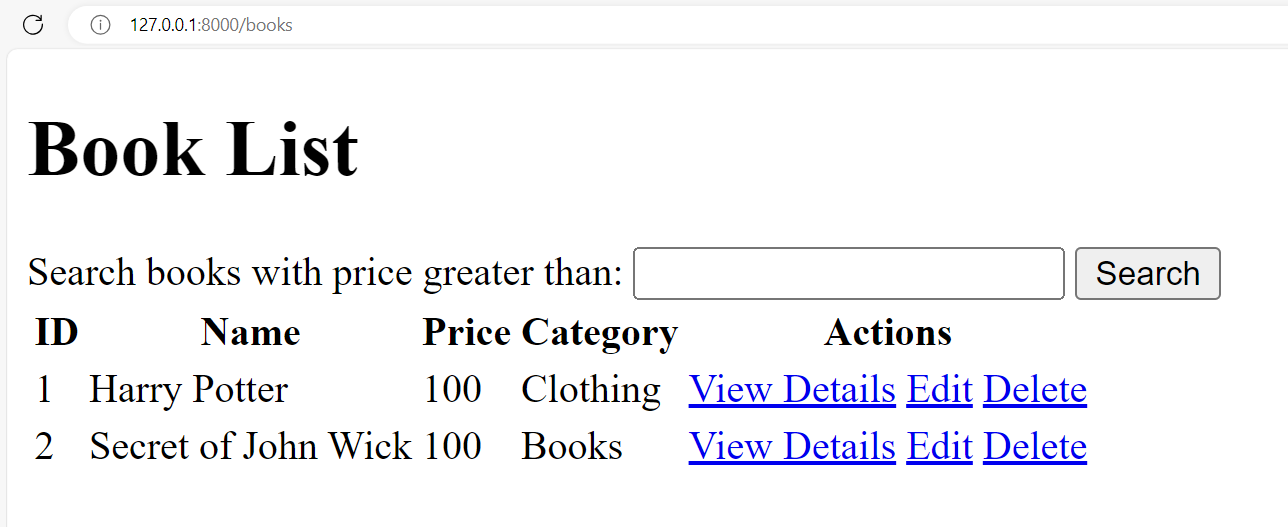 127.0.0.1:8000/books
Book List
Search books with price greater than: Search
ID Name Price Category Actions
1 Harry Potter 100 Clothing View Details Edit Delete
2 Secret of John Wick 100 Books View Details Edit Delete